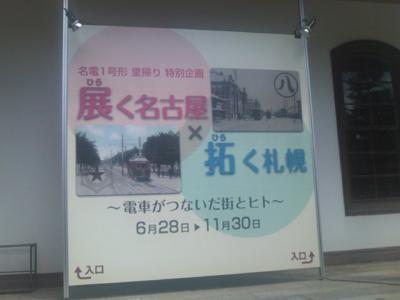 名電1号形 里帰り 特別企画
ひら
展く名古屋
×
八
ひら
拓く札幌
～電車がつないだ街とヒト～
6月28日▶11月30日
入口
入口